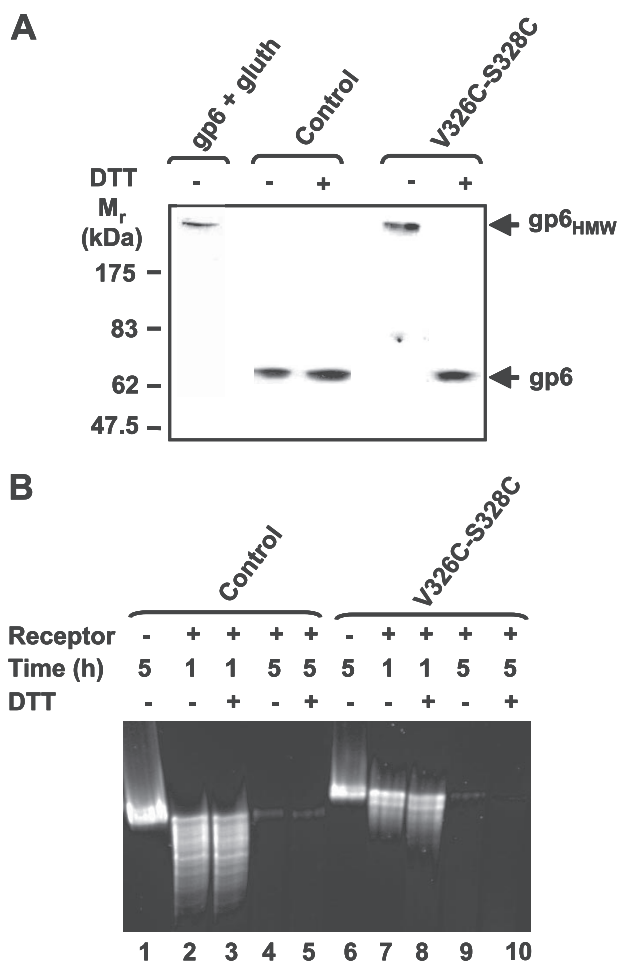 A
gp6 + gluth
Control
V326C-S328C
DTT - - + - +
Mr
(kDa)
gp6HMW
175
83
gp6
62
47.5
B
Control
V326C-S328C
Receptor - + + + + - + + + +
Time (h) 5 1 1 5 5 5 1 1 5 5
DTT - - + - + - - + - +
1 2 3 4 5 6 7 8 9 10